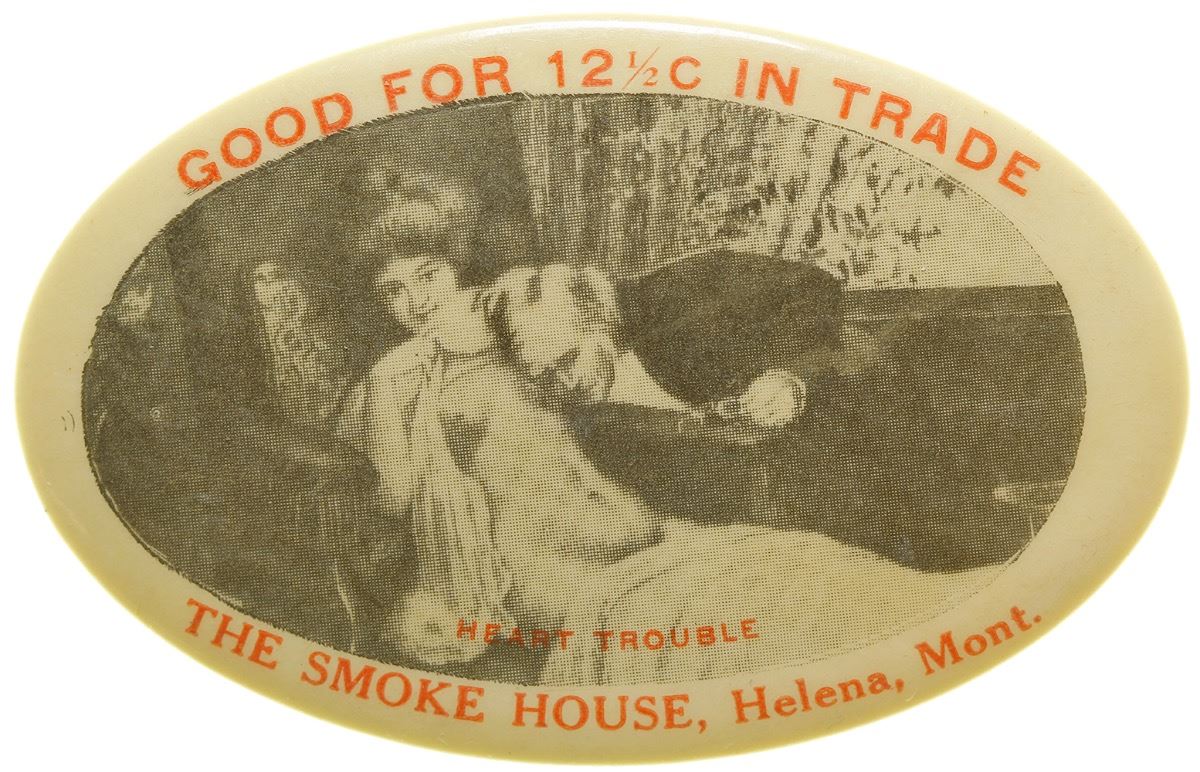 GOOD FOR 12½C IN TRADE
HEART TROUBLE
THE SMOKE HOUSE, Helena, Mont.